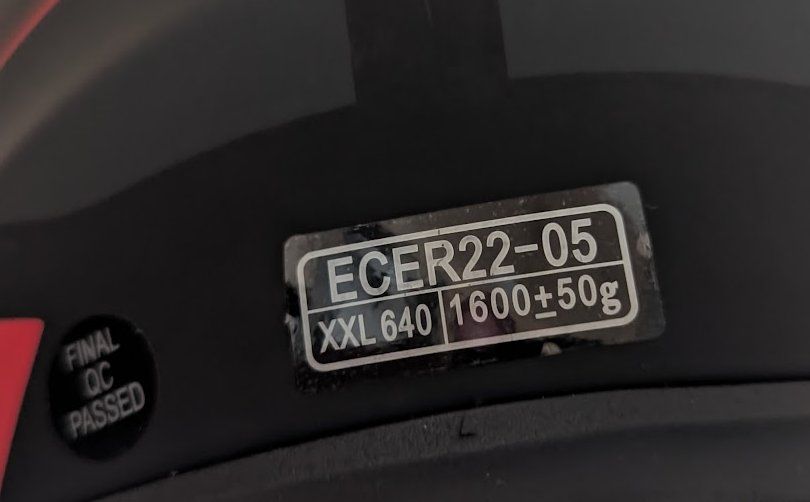 ECER22-05
XXL 640 1600±50g
FINAL
QC
PASSED